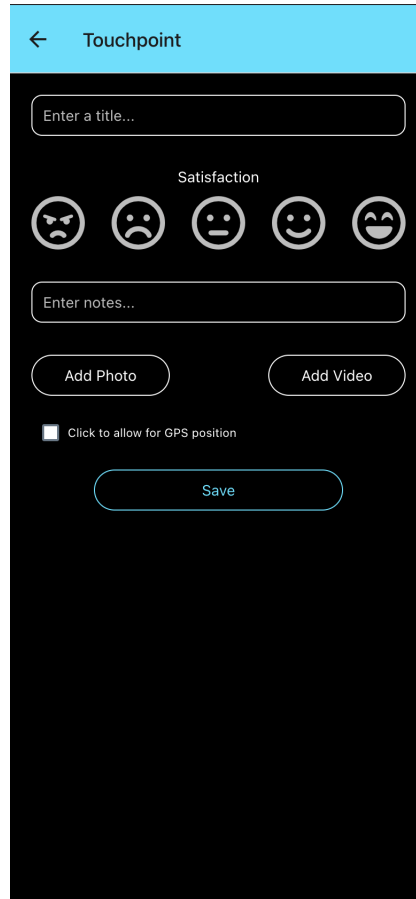 Touchpoint
Enter a title...
Satisfaction
Enter notes...
Add Photo Add Video
Click to allow for GPS position
Save